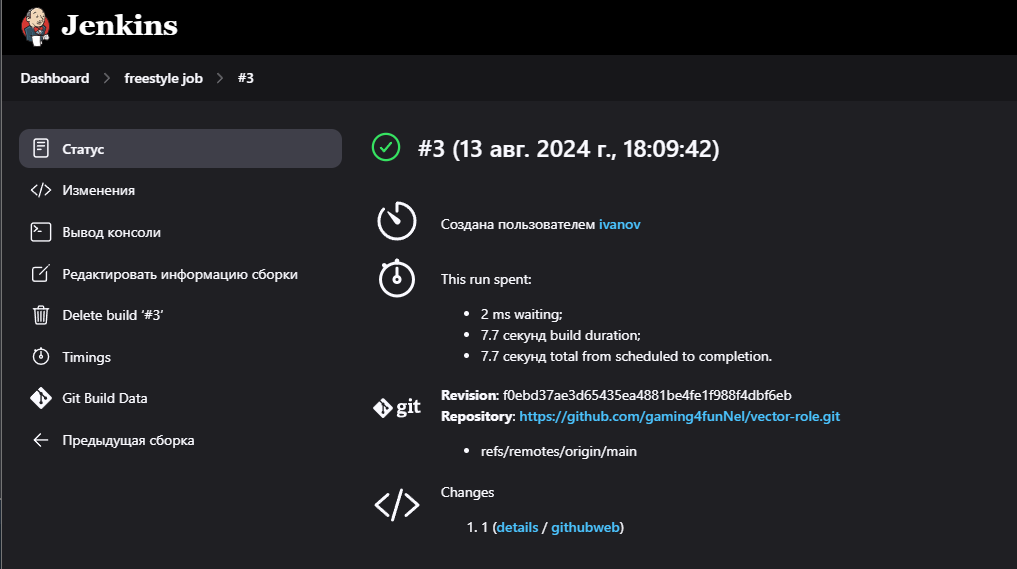 Jenkins
Dashboard > freestyle job > #3
Статус
Изменения
Вывод консоли
Редактировать информацию сборки
Delete build ‘#3’
Timings
Git Build Data
Предыдущая сборка
#3 (13 авг. 2024 г., 18:09:42)
Создана пользователем ivanov
This run spent:
• 2 ms waiting;
• 7.7 секунд build duration;
• 7.7 секунд total from scheduled to completion.
git
Revision: f0ebd37ae3d65435ea4881be4fe1f988f4dbf6eb
Repository: https://github.com/gaming4funNel/vector-role.git
• refs/remotes/origin/main
Changes
1. 1 (details / githubweb)